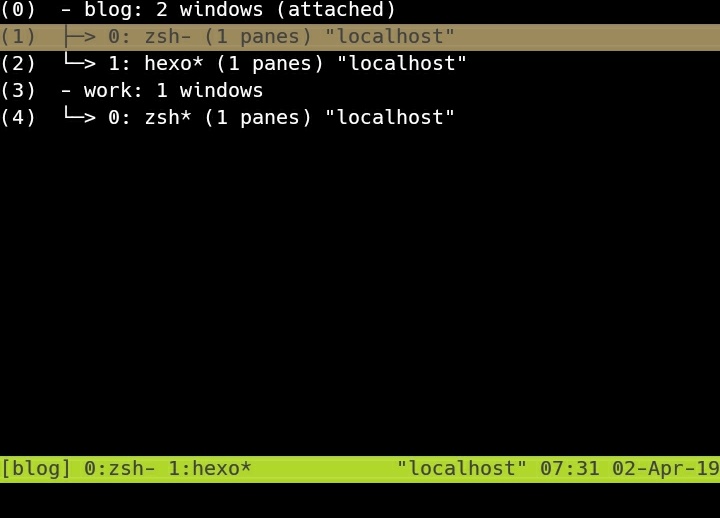 (0)  - blog: 2 windows (attached)
(1)  ├─> 0: zsh- (1 panes) "localhost"
(2)  └─> 1: hexo* (1 panes) "localhost"
(3)  - work: 1 windows
(4)  └─> 0: zsh* (1 panes) "localhost"
[blog] 0:zsh- 1:hexo*            "localhost" 07:31 02-Apr-19